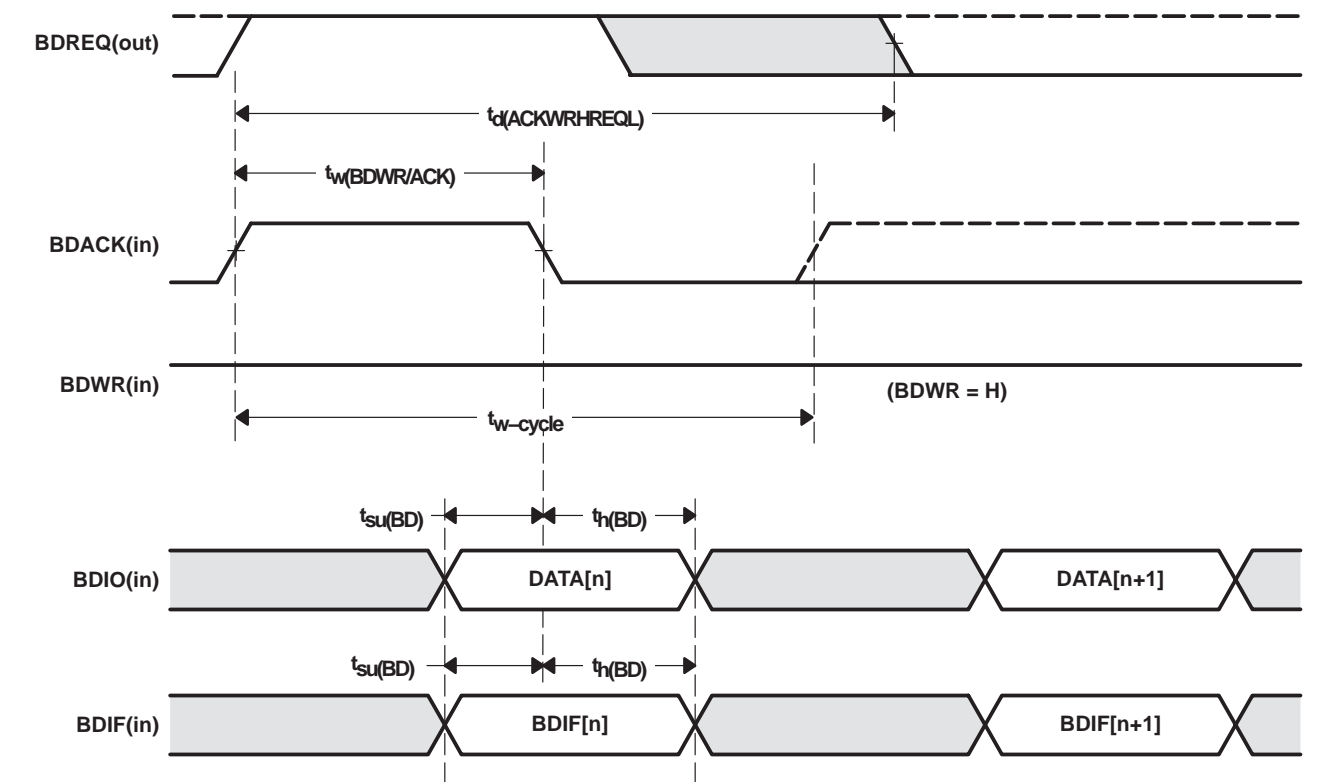 BDREQ(out)
td(ACKWRHREQL)
tw(BDWR/ACK)
BDACK(in)
BDWR(in)
(BDWR = H)
tw–cycle
tsu(BD) th(BD)
BDIO(in) DATA[n] DATA[n+1]
tsu(BD) th(BD)
BDIF(in) BDIF[n] BDIF[n+1]